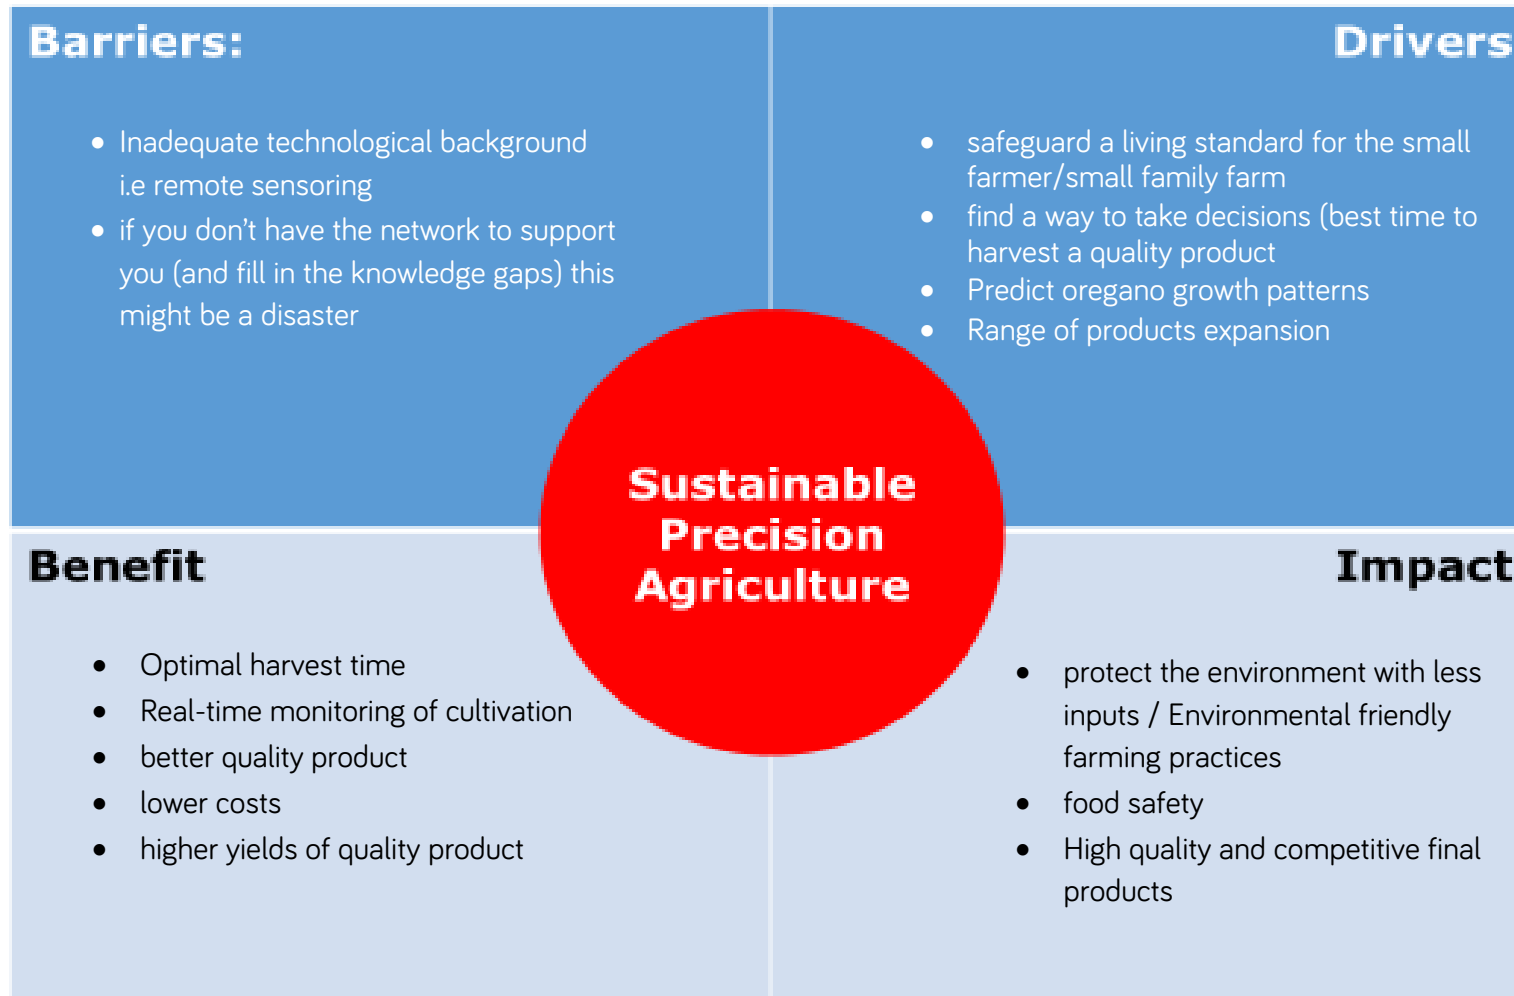 Barriers:
• Inadequate technological background
i.e remote sensoring
• if you don't have the network to support
you (and fill in the knowledge gaps) this
might be a disaster
Drivers
• safeguard a living standard for the small
farmer/small family farm
• find a way to take decisions (best time to
harvest a quality product
• Predict oregano growth patterns
• Range of products expansion
Sustainable
Precision
Agriculture
Benefit
• Optimal harvest time
• Real-time monitoring of cultivation
• better quality product
• lower costs
• higher yields of quality product
Impact
• protect the environment with less
inputs / Environmental friendly
farming practices
• food safety
• High quality and competitive final
products